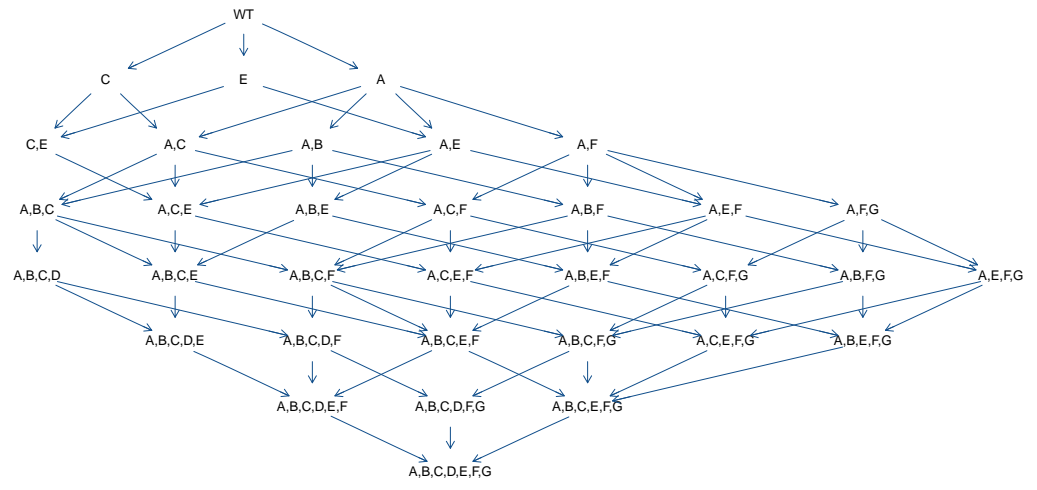 WT
C E A
C,E A,C A,B A,E A,F
A,B,C A,C,E A,B,E A,C,F A,B,F A,E,F A,F,G
A,B,C,D A,B,C,E A,B,C,F A,C,E,F A,B,E,F A,C,F,G A,B,F,G A,E,F,G
A,B,C,D,E A,B,C,D,F A,B,C,E,F A,B,C,F,G A,C,E,F,G A,B,E,F,G
A,B,C,D,E,F A,B,C,D,F,G A,B,C,E,F,G
A,B,C,D,E,F,G